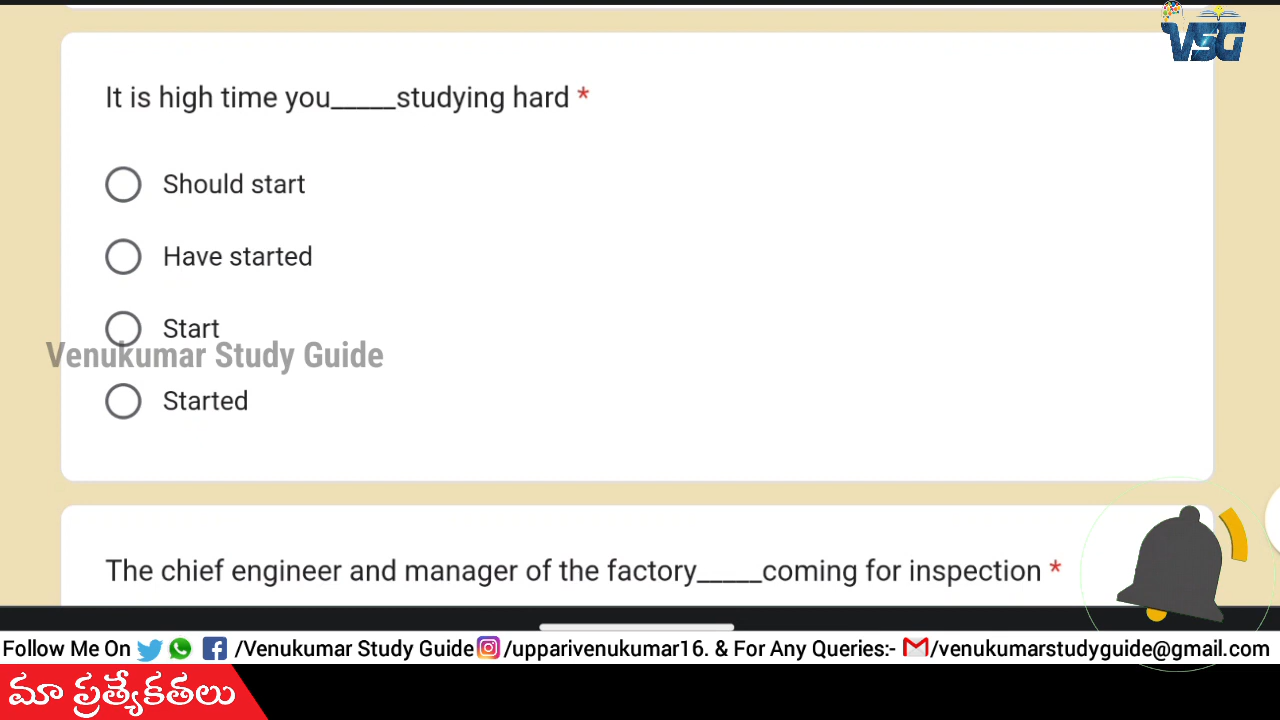 VSG
It is high time you_____studying hard *
Should start
Have started
Start
Venukumar Study Guide
Started
The chief engineer and manager of the factory_____coming for inspection *
Follow Me On /Venukumar Study Guide /upparivenukumar16. & For Any Queries:- /venukumarstudyguide@gmail.com
మా ప్రత్యేకతలు